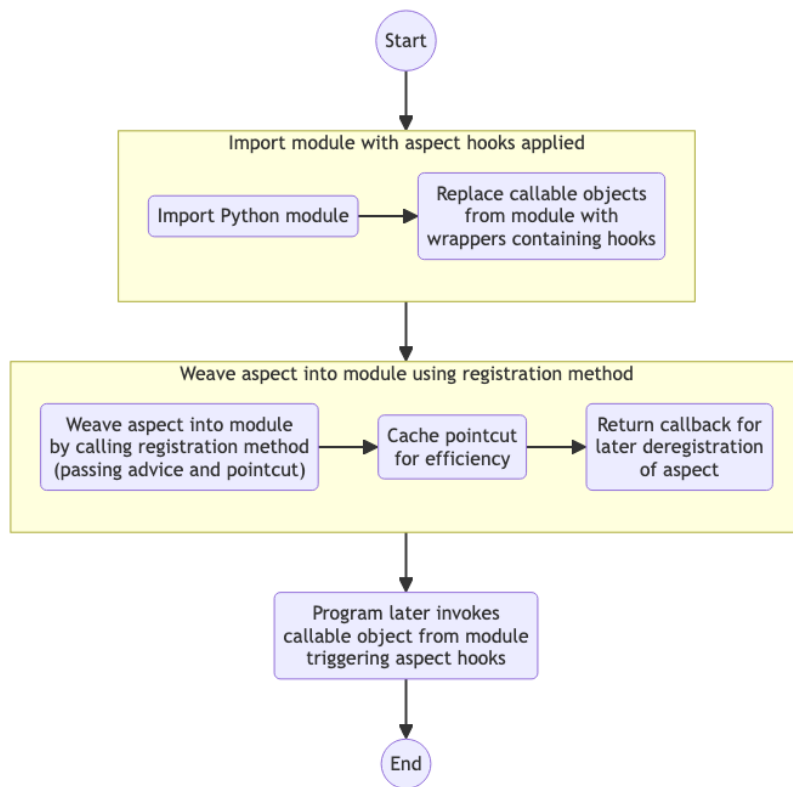 Start
Import module with aspect hooks applied
Import Python module
Replace callable objects
from module with
wrappers containing hooks
Weave aspect into module using registration method
Weave aspect into module
by calling registration method
(passing advice and pointcut)
Cache pointcut
for efficiency
Return callback for
later deregistration
of aspect
Program later invokes
callable object from module
triggering aspect hooks
End